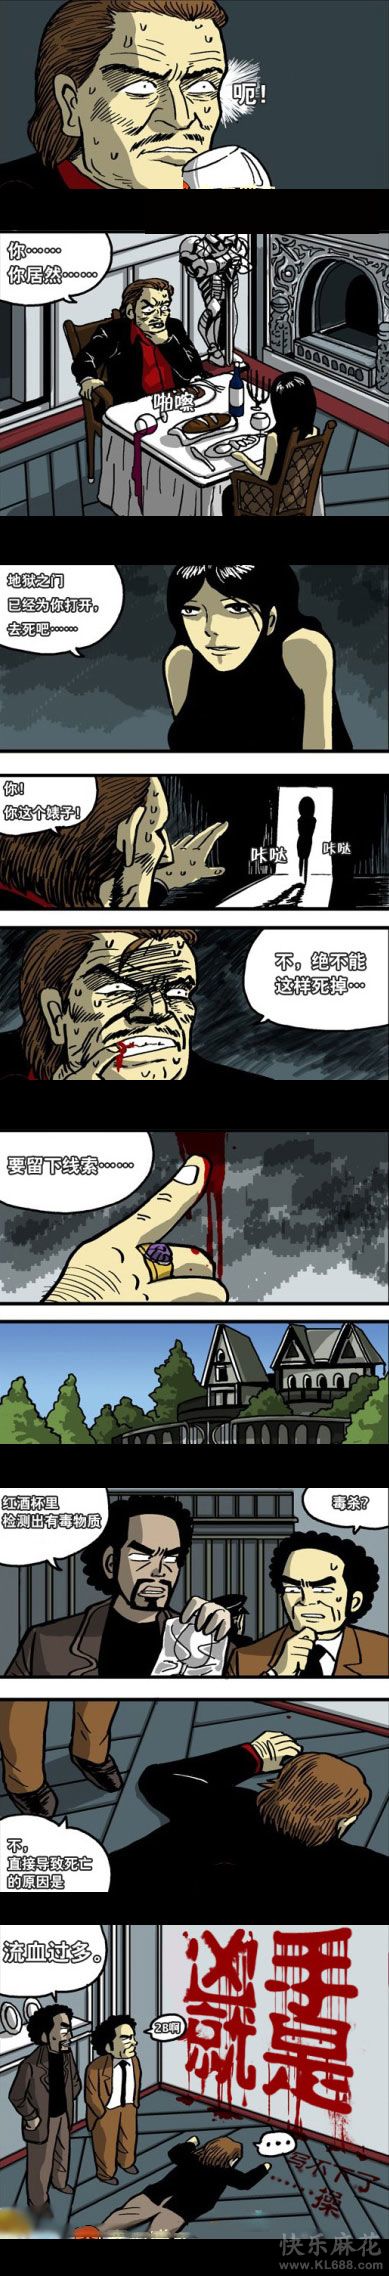 呃！
你……
你居然……
啪嚓
地狱之门
已经为你打开，
去死吧……
你！
你这个婊子！
咔哒
咔哒
不，绝不能
这样死掉…
要留下线索……
红酒杯里
检测出有毒物质
毒杀？
不，
直接导致死亡
的原因是
流血过多。
2B啊
凶手
就是
…
写不下了
……操
快乐麻花
www.KL688.com